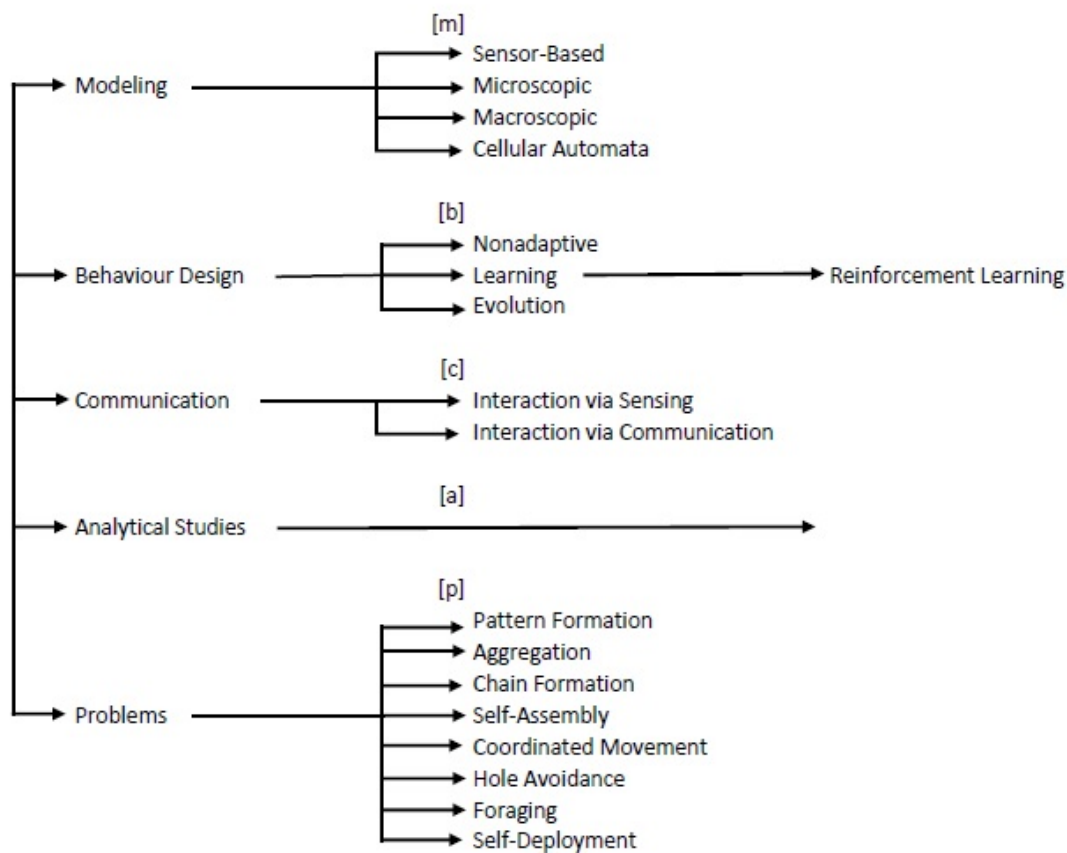 [m]
Sensor-Based
Modeling
Microscopic
Macroscopic
Cellular Automata
[b]
Nonadaptive
Behaviour Design
Learning
Reinforcement Learning
Evolution
[c]
Communication
Interaction via Sensing
Interaction via Communication
[a]
Analytical Studies
[p]
Pattern Formation
Aggregation
Chain Formation
Problems
Self-Assembly
Coordinated Movement
Hole Avoidance
Foraging
Self-Deployment